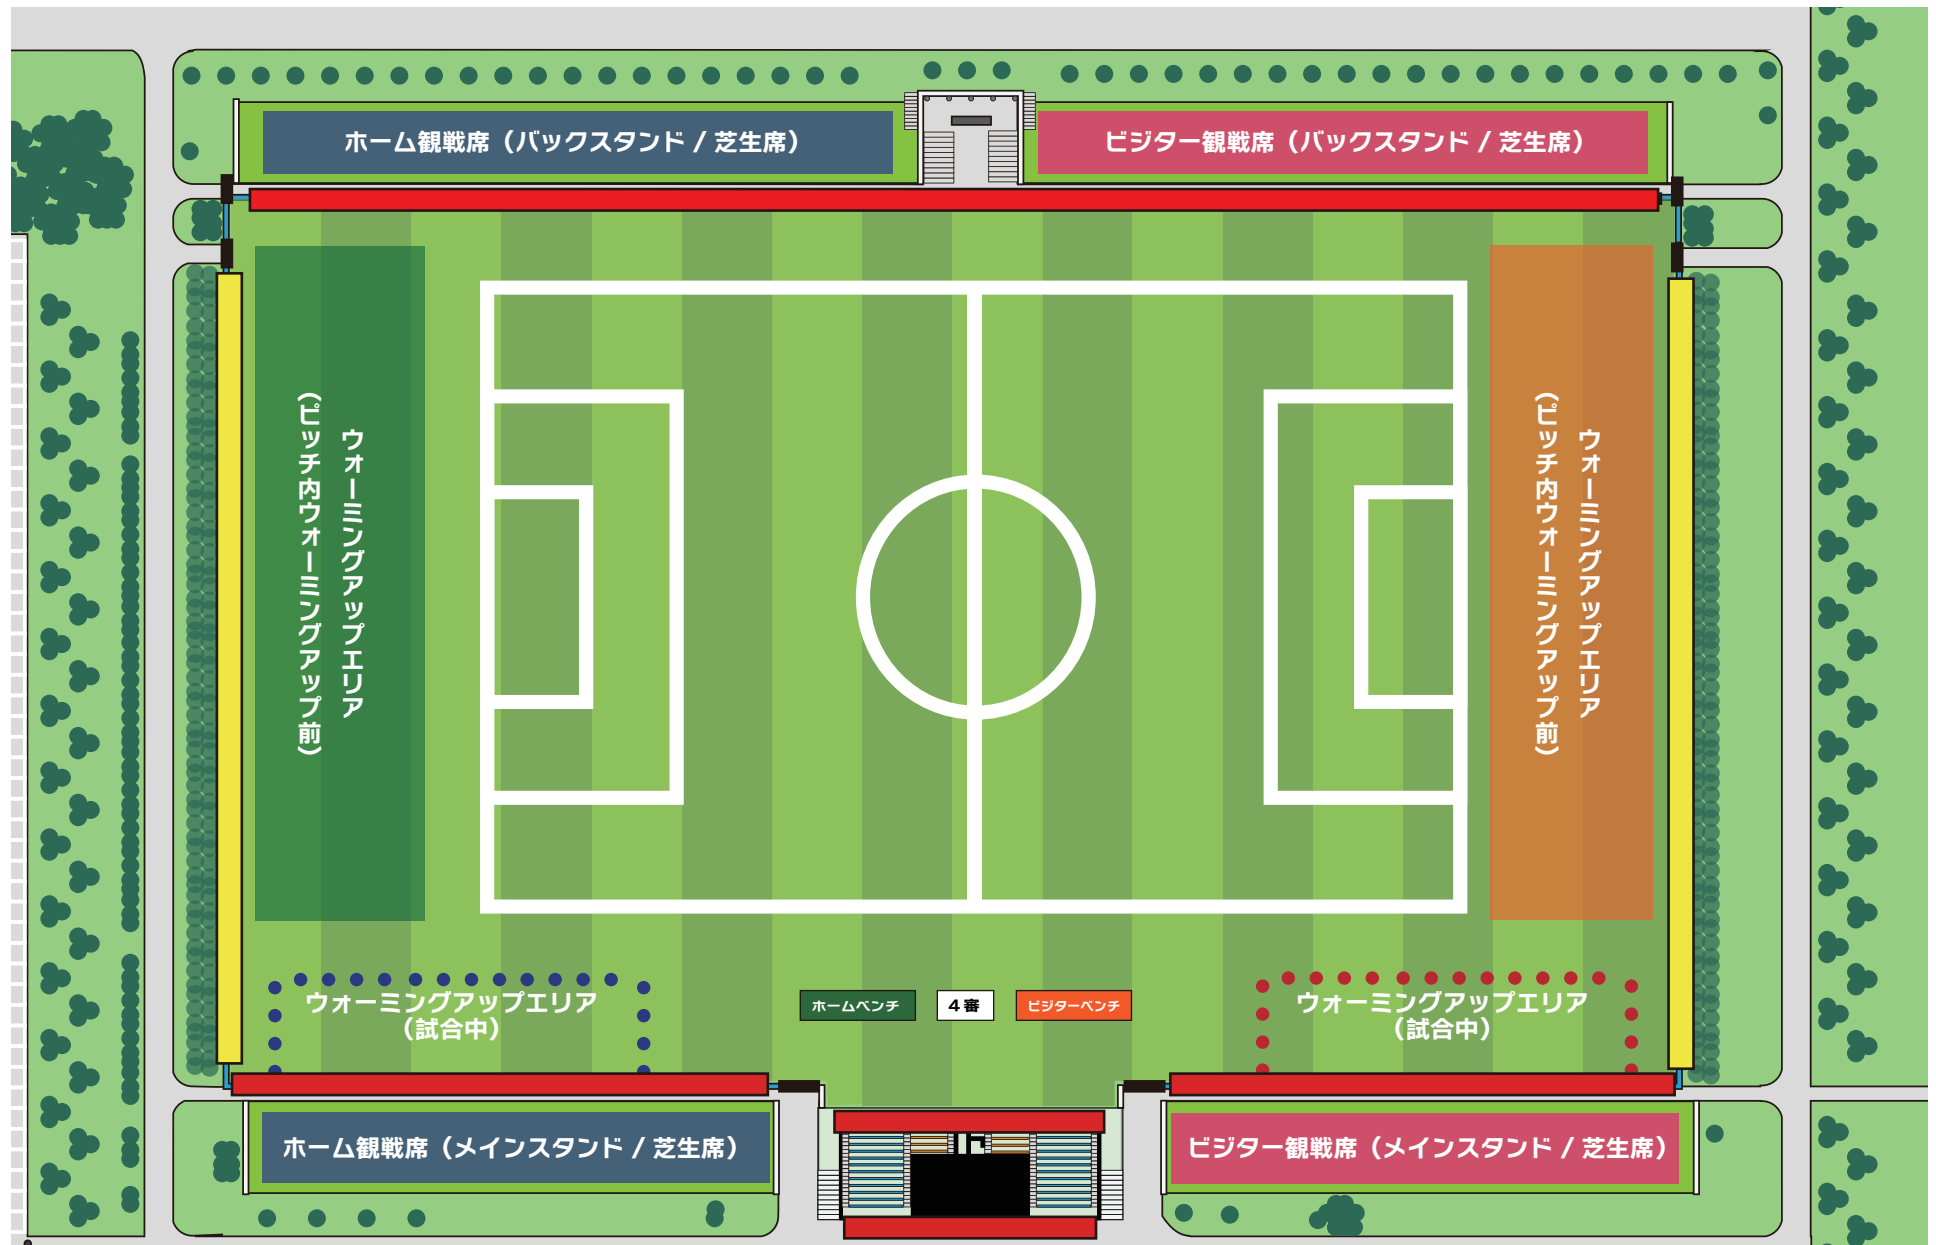 ホーム観戦席（バックスタンド / 芝生席）
ビジター観戦席（バックスタンド / 芝生席）
ウォーミングアップエリア
（ピッチ内ウォーミングアップ前）
ウォーミングアップエリア
（ピッチ内ウォーミングアップ前）
ウォーミングアップエリア
（試合中）
ホームベンチ
4審
ビジターベンチ
ウォーミングアップエリア
（試合中）
ホーム観戦席（メインスタンド / 芝生席）
ビジター観戦席（メインスタンド / 芝生席）